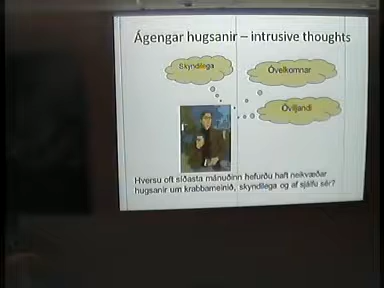 Ágengar hugsanir – intrusive thoughts
Skyndilega
Óvelkomnar
Óviljandi
Hversu oft síðasta mánuðinn hefurðu haft neikvæðar
hugsanir um krabbameinið, skyndilega og af sjálfu sér?